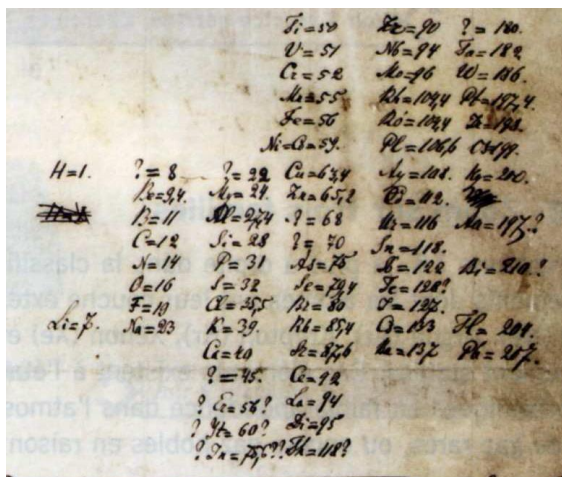 Ti=50 Zr=90 ?=180.
V=51 Nb=94 Ta=182
Cr=52 Mo=96 W=186.
Mn=55 Rh=104,4 Pt=197,4.
Fe=56 Ru=104,4 Ir=198.
Ni=Co=59. Pl=106,6 Os=199.
H=1. ?=8 ?=22 Cu=63,4 Ag=108. Hg=200.
Be=9,4. Mg=24. Zn=65,2 Cd=112.
B=11 Al=27,4 ?=68 Ur=116 Au=197?
C=12 Si=28 ?=70 Sn=118.
N=14 P=31 As=75 Sb=122 Bi=210?
O=16 S=32 Se=79,4 Te=128?
F=19 Cl=35,5 Br=80 I=127.
Li=7. Na=23 K=39. Rb=85,4 Cs=133 Tl=204.
Ca=40 Sr=87,6 Ba=137 Pb=207.
?=45. Ce=92
?Er=56? La=94
?Yt=60? Di=95
?In=75,6?? Th=118?